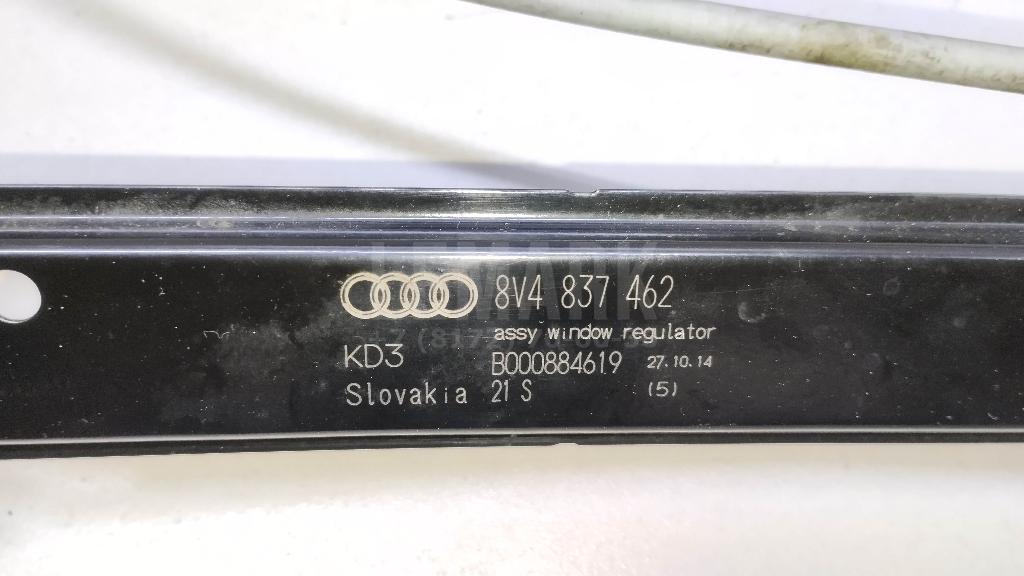 8V4 837 462
assy window regulator
KD3 B000884619 27.10.14
Slovakia 21 S (5)